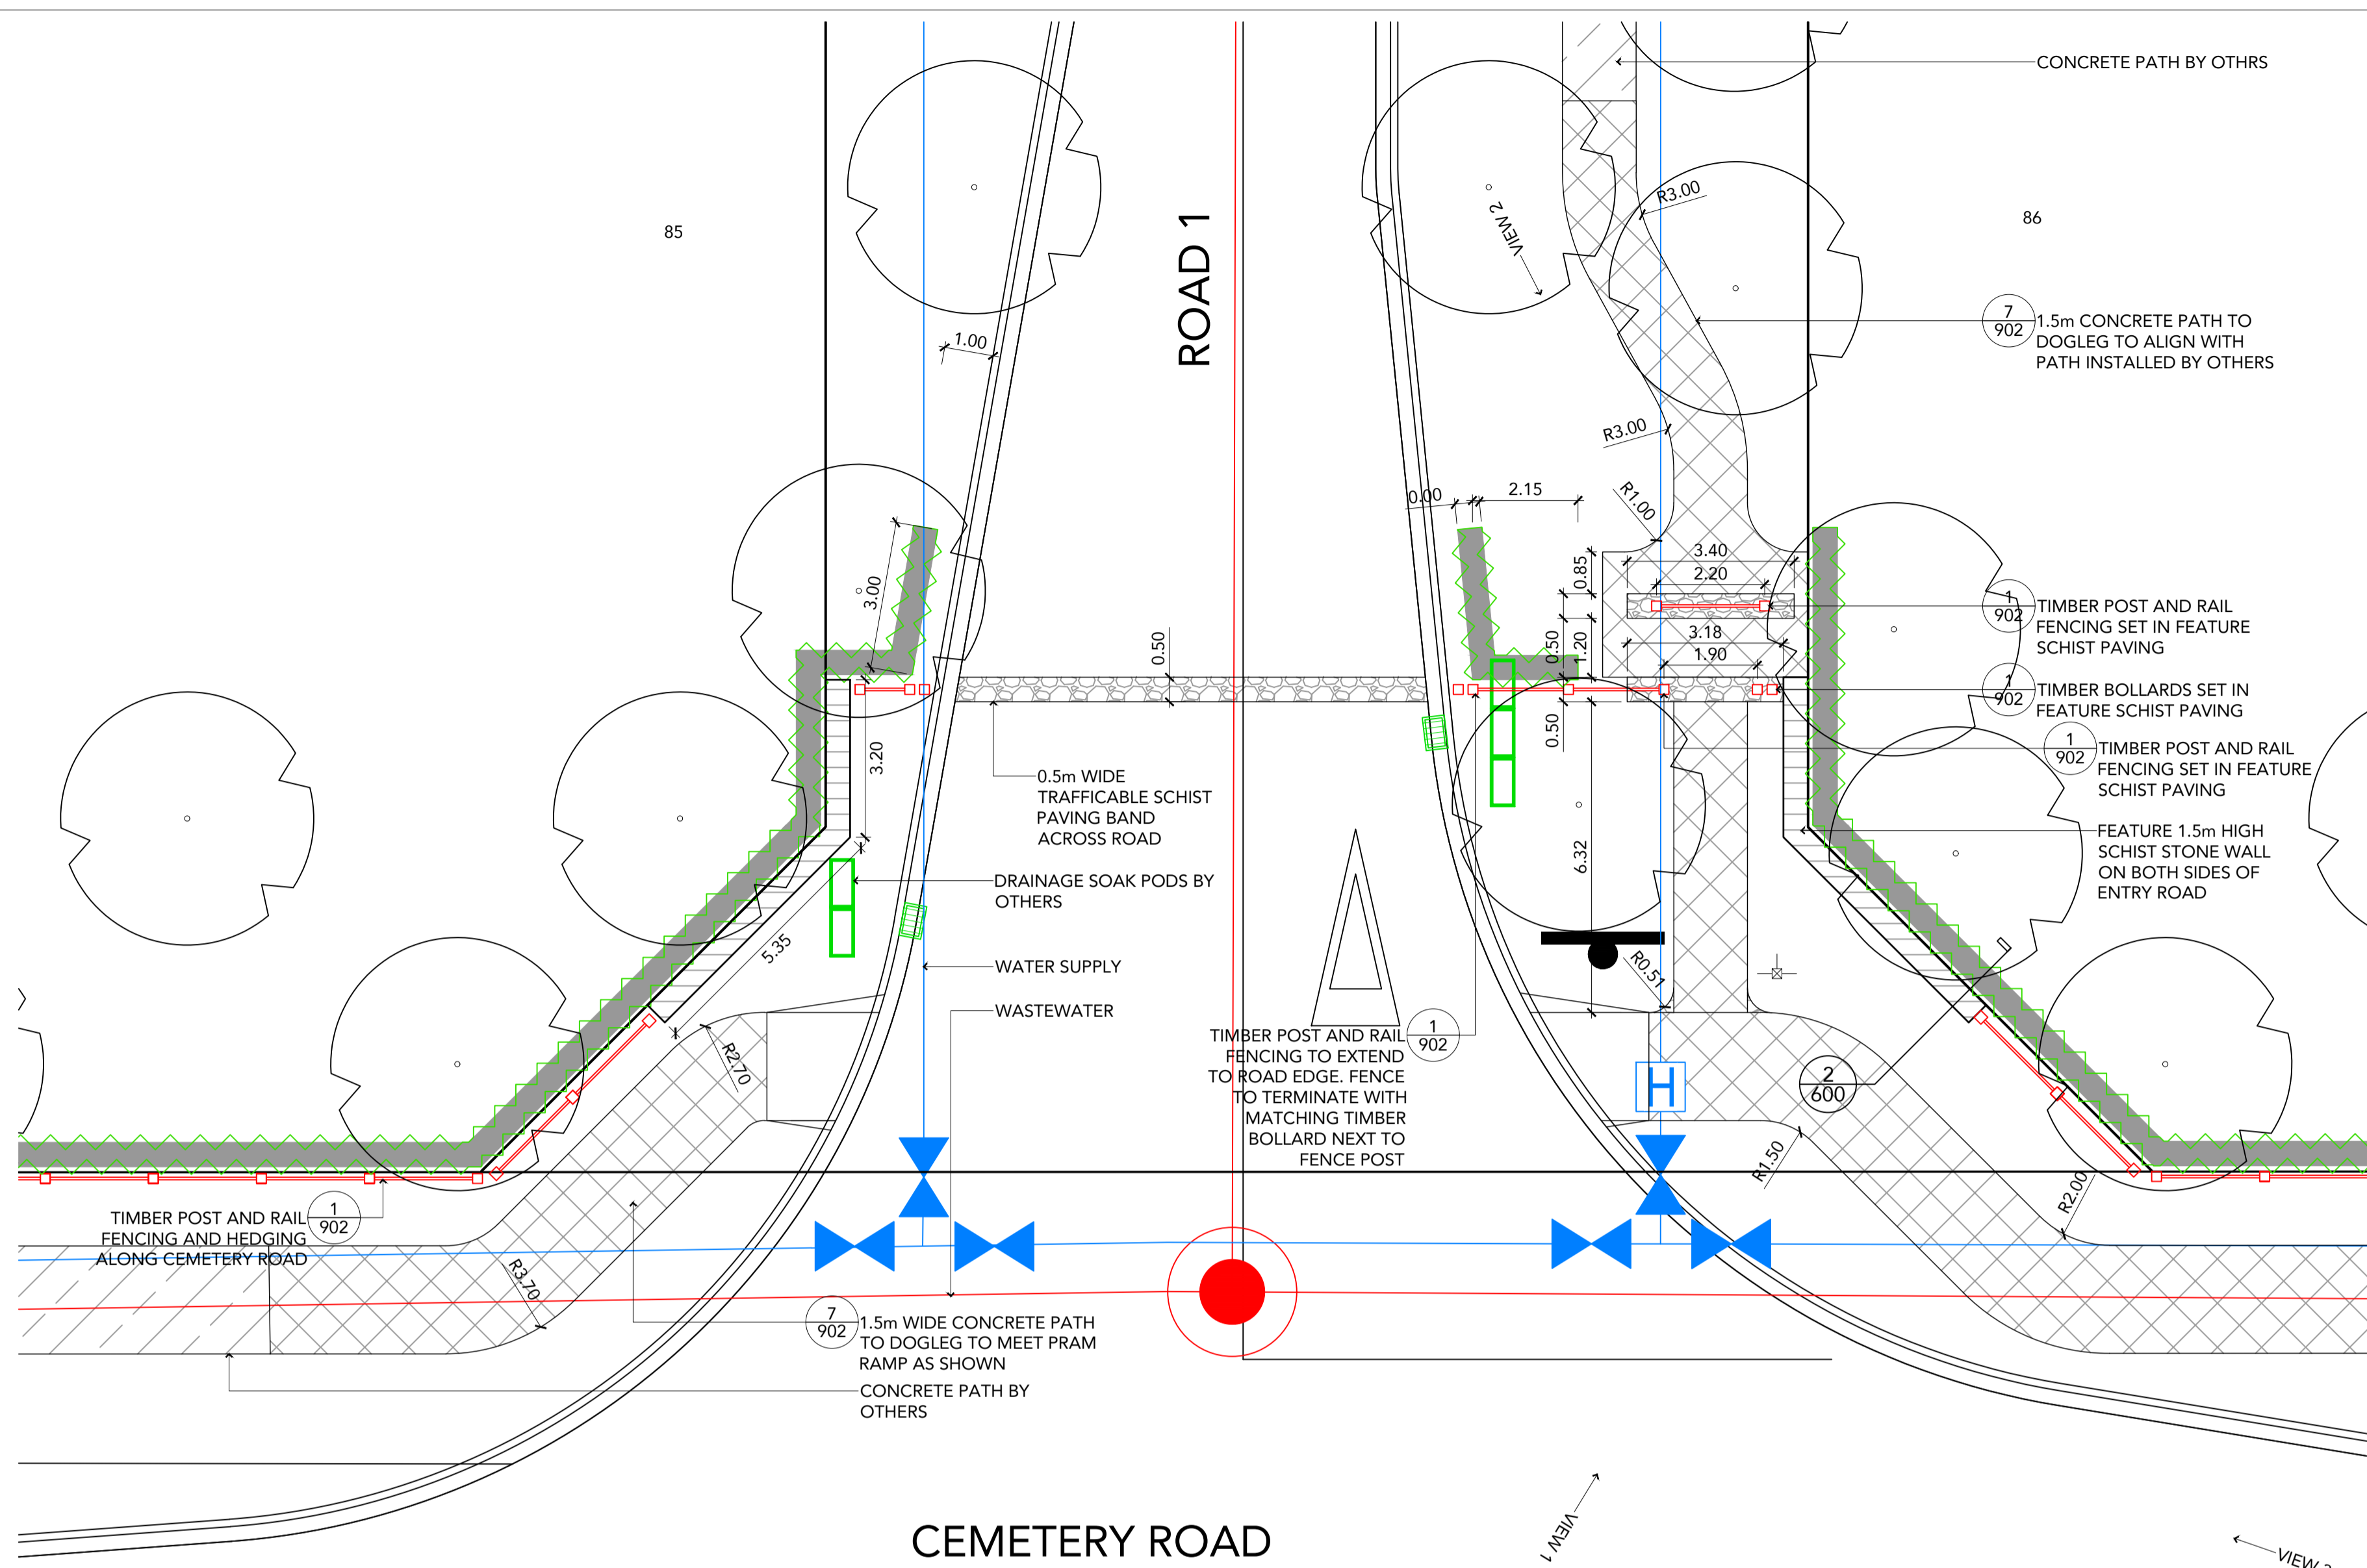 CONCRETE PATH BY OTHRS
85
ROAD 1
VIEW 2
R3.00
86
7
902
1.5m CONCRETE PATH TO
DOGLEG TO ALIGN WITH
PATH INSTALLED BY OTHERS
1.00
R3.00
0.00
2.15
R1.00
3.00
0.85
3.40
2.20
1
902
TIMBER POST AND RAIL
FENCING SET IN FEATURE
SCHIST PAVING
0.50
0.50
1.20
3.18
1.90
1
902
TIMBER BOLLARDS SET IN
FEATURE SCHIST PAVING
0.50
3.20
1
902
TIMBER POST AND RAIL
FENCING SET IN FEATURE
SCHIST PAVING
0.5m WIDE
TRAFFICABLE SCHIST
PAVING BAND
ACROSS ROAD
FEATURE 1.5m HIGH
SCHIST STONE WALL
ON BOTH SIDES OF
ENTRY ROAD
6.32
DRAINAGE SOAK PODS BY
OTHERS
5.35
WATER SUPPLY
R0.51
WASTEWATER
TIMBER POST AND RAIL
FENCING TO EXTEND
TO ROAD EDGE. FENCE
TO TERMINATE WITH
MATCHING TIMBER
BOLLARD NEXT TO
FENCE POST
1
902
R2.70
H
2
600
R1.50
R2.00
TIMBER POST AND RAIL
FENCING AND HEDGING
ALONG CEMETERY ROAD
1
902
R3.70
7
902
1.5m WIDE CONCRETE PATH
TO DOGLEG TO MEET PRAM
RAMP AS SHOWN
CONCRETE PATH BY
OTHERS
CEMETERY ROAD
VIEW 1
VIEW